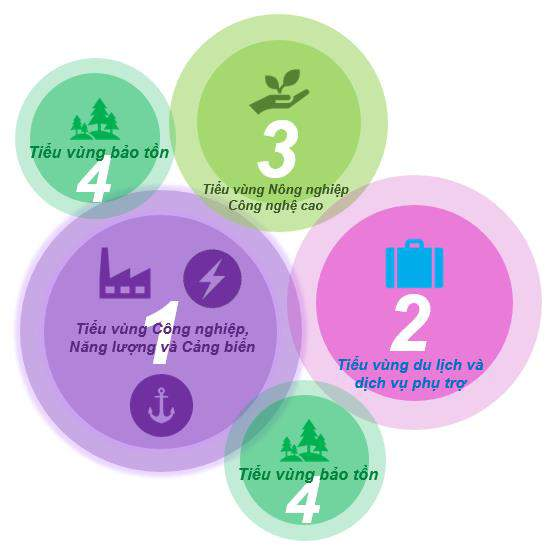 Tiểu vùng bảo tồn
4
3
Tiểu vùng Nông nghiệp
Công nghệ cao
1
Tiểu vùng Công nghiệp,
Năng lượng và Cảng biển
2
Tiểu vùng du lịch và
dịch vụ phụ trợ
Tiểu vùng bảo tồn
4